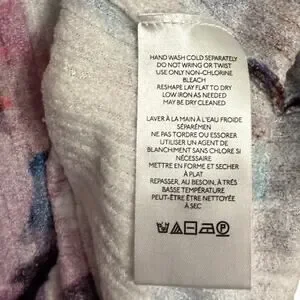 HAND WASH COLD SEPARATELY
DO NOT WRING OR TWIST
USE ONLY NON-CHLORINE
BLEACH
RESHAPE LAY FLAT TO DRY
LOW IRON AS NEEDED
MAY BE DRY CLEANED
LAVER À LA MAIN À L'EAU FROIDE
SÉPARÉMEN
NE PAS TORDRE OU ESSORER
UTILISER UN AGENT DE
BLANCHIMENT SANS CHLORE SI
NÉCESSAIRE
METTRE EN FORME ET SECHER
À PLAT
REPASSER, AU BESOIN, À TRÉS
BASSE TEMPÉRATURE
PEUT-ÊTRE ÊTRE NETTOYÉE
À SEC